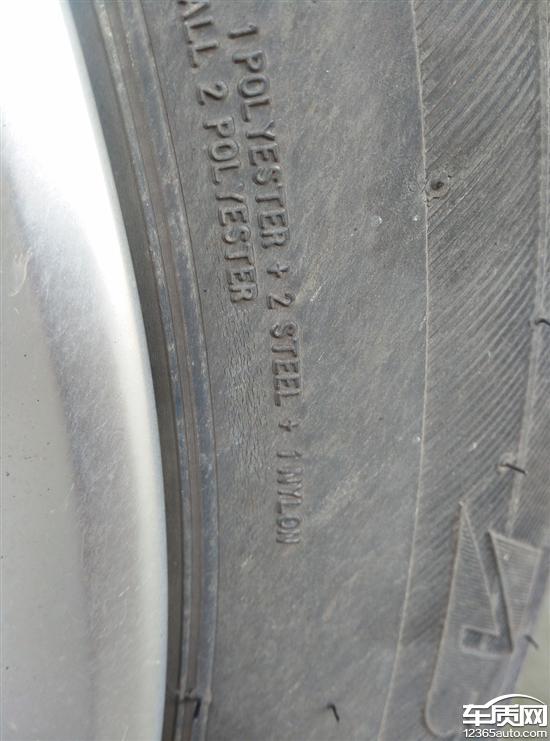 1 POLYESTER + 2 STEEL + 1 NYLON
ALL 2 POLYESTER
车质网
12365auto.com